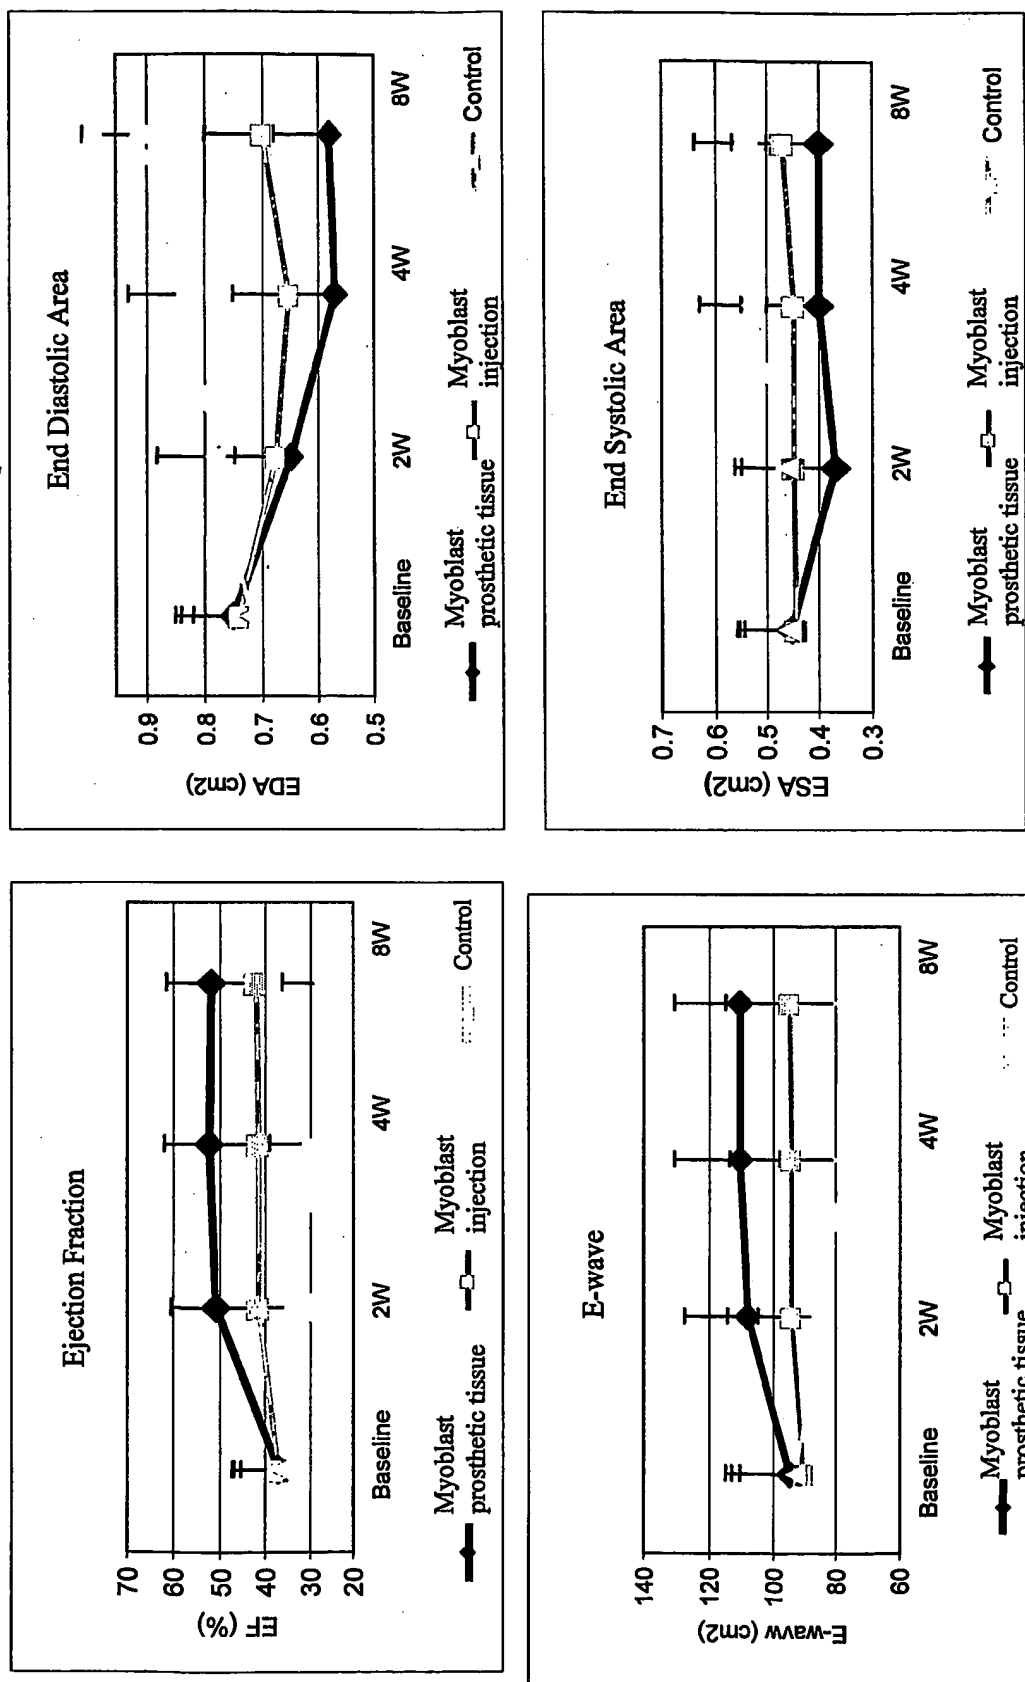 Ejection Fraction
EF (%)
70
60
50
40
30
20
Baseline
2W
4W
8W
Myoblast
prosthetic tissue
Myoblast
injection
Control
End Diastolic Area
EDA (cm2)
0.9
0.8
0.7
0.6
0.5
Baseline
2W
4W
8W
Myoblast
prosthetic tissue
Myoblast
injection
Control
E-wave
E-wavw (cm2)
140
120
100
80
60
Baseline
2W
4W
8W
Myoblast
prosthetic tissue
Myoblast
injection
Control
End Systolic Area
ESA (cm2)
0.7
0.6
0.5
0.4
0.3
Baseline
2W
4W
8W
Myoblast
prosthetic tissue
Myoblast
injection
Control